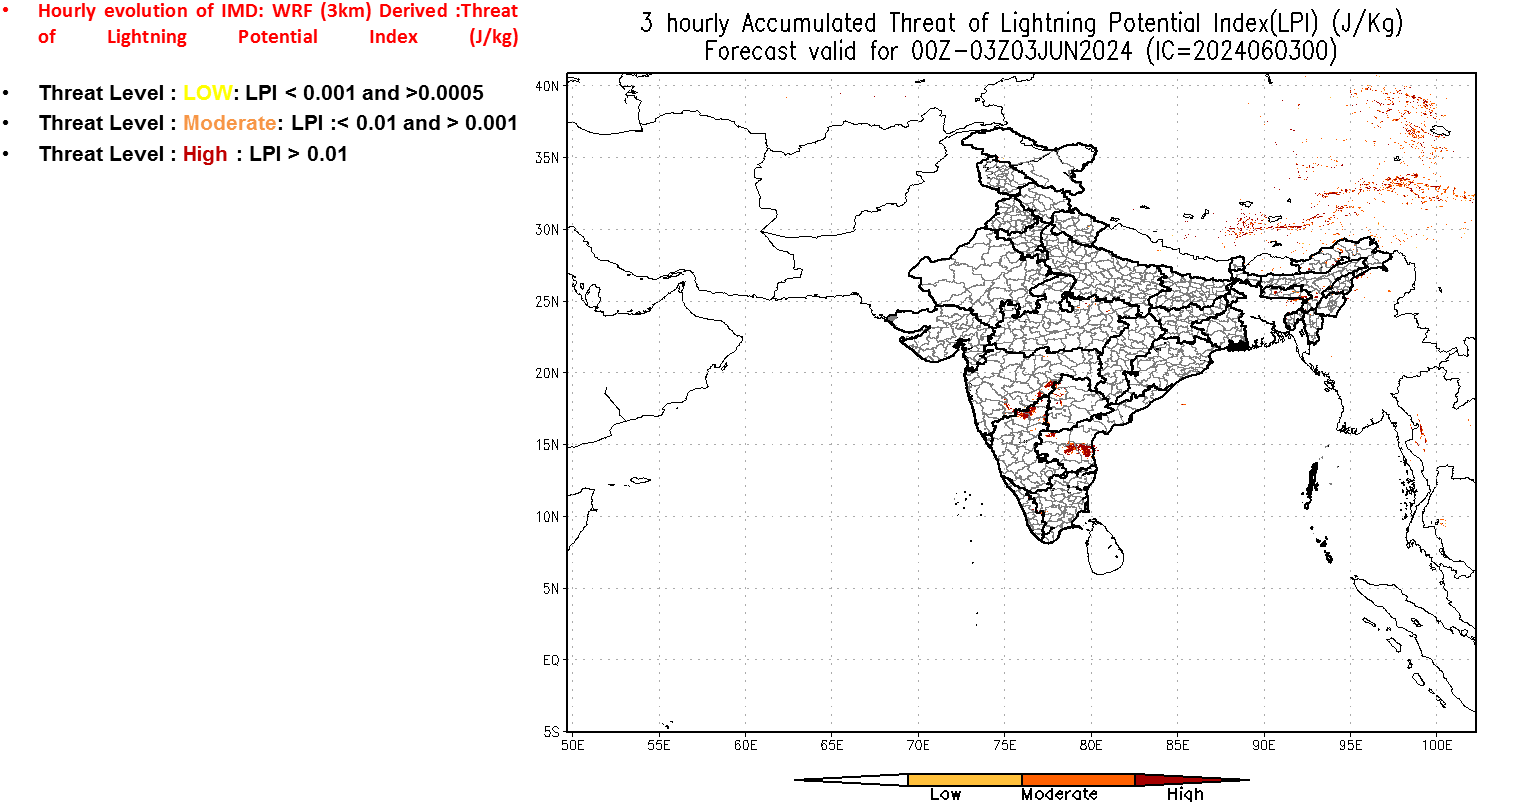 • Hourly evolution of IMD: WRF (3km) Derived :Threat
of Lightning Potential Index (J/kg)
• Threat Level : LOW: LPI < 0.001 and >0.0005
• Threat Level : Moderate: LPI :< 0.01 and > 0.001
• Threat Level : High : LPI > 0.01
3 hourly Accumulated Threat of Lightning Potential Index(LPI) (J/Kg)
Forecast valid for 00Z-03Z03JUN2024 (IC=2024060300)
40N
35N
30N
25N
20N
15N
10N
5N
EQ
5S
50E 55E 60E 65E 70E 75E 80E 85E 90E 95E 100E
Low Moderate High